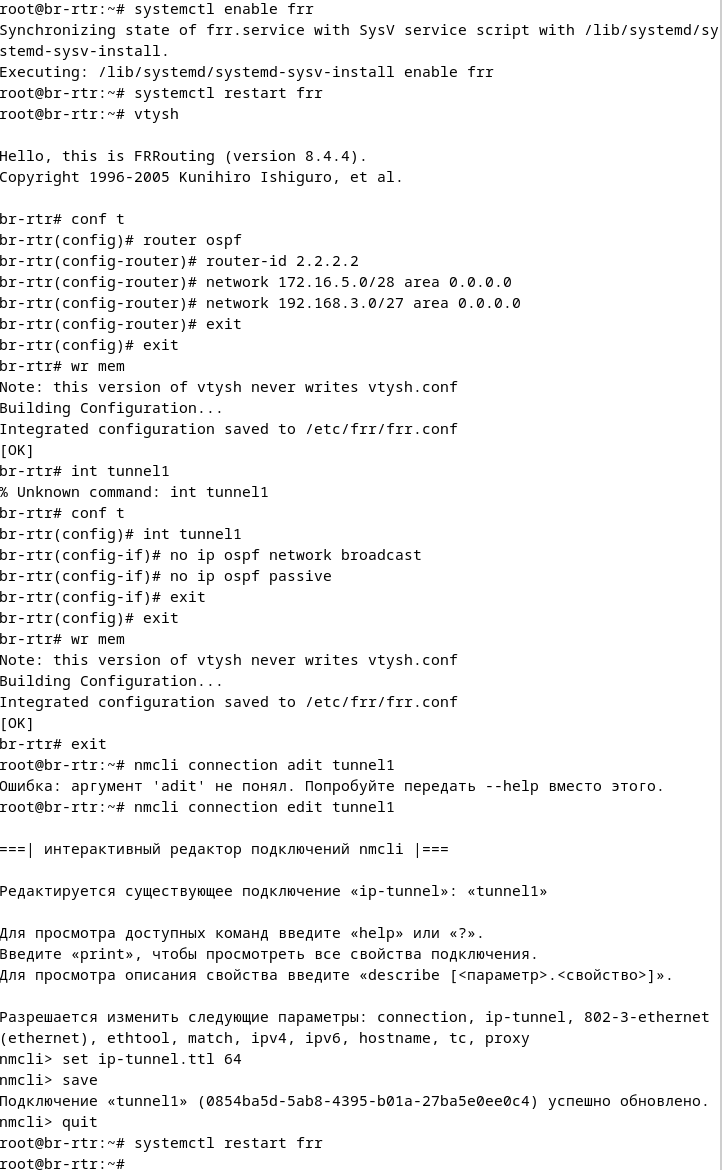 root@br-rtr:~# systemctl enable frr
Synchronizing state of frr.service with SysV service script with /lib/systemd/sy
stemd-sysv-install.
Executing: /lib/systemd/systemd-sysv-install enable frr
root@br-rtr:~# systemctl restart frr
root@br-rtr:~# vtysh
Hello, this is FRRouting (version 8.4.4).
Copyright 1996-2005 Kunihiro Ishiguro, et al.
br-rtr# conf t
br-rtr(config)# router ospf
br-rtr(config-router)# router-id 2.2.2.2
br-rtr(config-router)# network 172.16.5.0/28 area 0.0.0.0
br-rtr(config-router)# network 192.168.3.0/27 area 0.0.0.0
br-rtr(config-router)# exit
br-rtr(config)# exit
br-rtr# wr mem
Note: this version of vtysh never writes vtysh.conf
Building Configuration...
Integrated configuration saved to /etc/frr/frr.conf
[OK]
br-rtr# int tunnel1
% Unknown command: int tunnel1
br-rtr# conf t
br-rtr(config)# int tunnel1
br-rtr(config-if)# no ip ospf network broadcast
br-rtr(config-if)# no ip ospf passive
br-rtr(config-if)# exit
br-rtr(config)# exit
br-rtr# wr mem
Note: this version of vtysh never writes vtysh.conf
Building Configuration...
Integrated configuration saved to /etc/frr/frr.conf
[OK]
br-rtr# exit
root@br-rtr:~# nmcli connection adit tunnel1
Ошибка: аргумент 'adit' не понял. Попробуйте передать --help вместо этого.
root@br-rtr:~# nmcli connection edit tunnel1
===| интерактивный редактор подключений nmcli |===
Редактируется существующее подключение «ip-tunnel»: «tunnel1»
Для просмотра доступных команд введите «help» или «?».
Введите «print», чтобы просмотреть все свойства подключения.
Для просмотра описания свойства введите «describe [<параметр>.<свойство>]».
Разрешается изменить следующие параметры: connection, ip-tunnel, 802-3-ethernet
(ethernet), ethtool, match, ipv4, ipv6, hostname, tc, proxy
nmcli> set ip-tunnel.ttl 64
nmcli> save
Подключение «tunnel1» (0854ba5d-5ab8-4395-b01a-27ba5e0ee0c4) успешно обновлено.
nmcli> quit
root@br-rtr:~# systemctl restart frr
root@br-rtr:~#